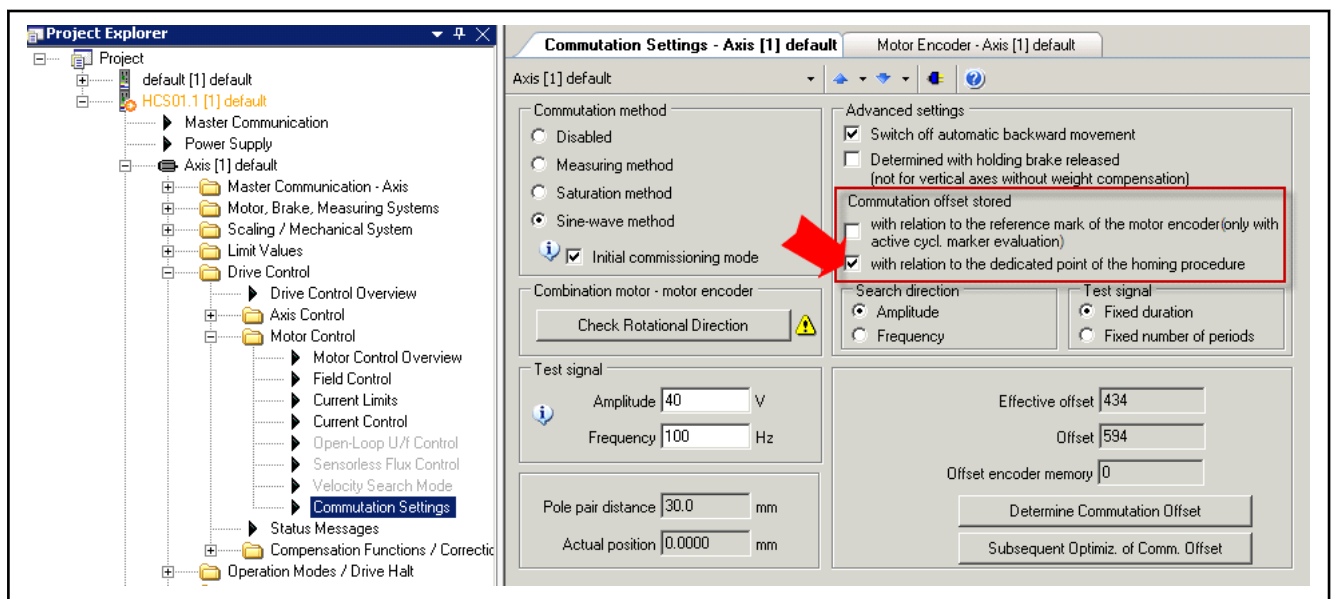 Project Explorer
Project
default [1] default
HCS01.1 [1] default
Master Communication
Power Supply
Axis [1] default
Master Communication - Axis
Motor, Brake, Measuring Systems
Scaling / Mechanical System
Limit Values
Drive Control
Drive Control Overview
Axis Control
Motor Control
Motor Control Overview
Field Control
Current Limits
Current Control
Open-Loop U/f Control
Sensorless Flux Control
Velocity Search Mode
Commutation Settings
Status Messages
Compensation Functions / Correctic
Operation Modes / Drive Halt
Commutation Settings - Axis [1] default
Motor Encoder - Axis [1] default
Axis [1] default
Commutation method
Disabled
Measuring method
Saturation method
Sine-wave method
Initial commissioning mode
Combination motor - motor encoder
Check Rotational Direction
Test signal
Amplitude 40 V
Frequency 100 Hz
Pole pair distance 30.0 mm
Actual position 0.0000 mm
Advanced settings
Switch off automatic backward movement
Determined with holding brake released
(not for vertical axes without weight compensation)
Commutation offset stored
with relation to the reference mark of the motor encoder(only with
active cycl. marker evaluation)
with relation to the dedicated point of the homing procedure
Search direction
Amplitude
Frequency
Test signal
Fixed duration
Fixed number of periods
Effective offset 434
Offset 594
Offset encoder memory 0
Determine Commutation Offset
Subsequent Optimiz. of Comm. Offset